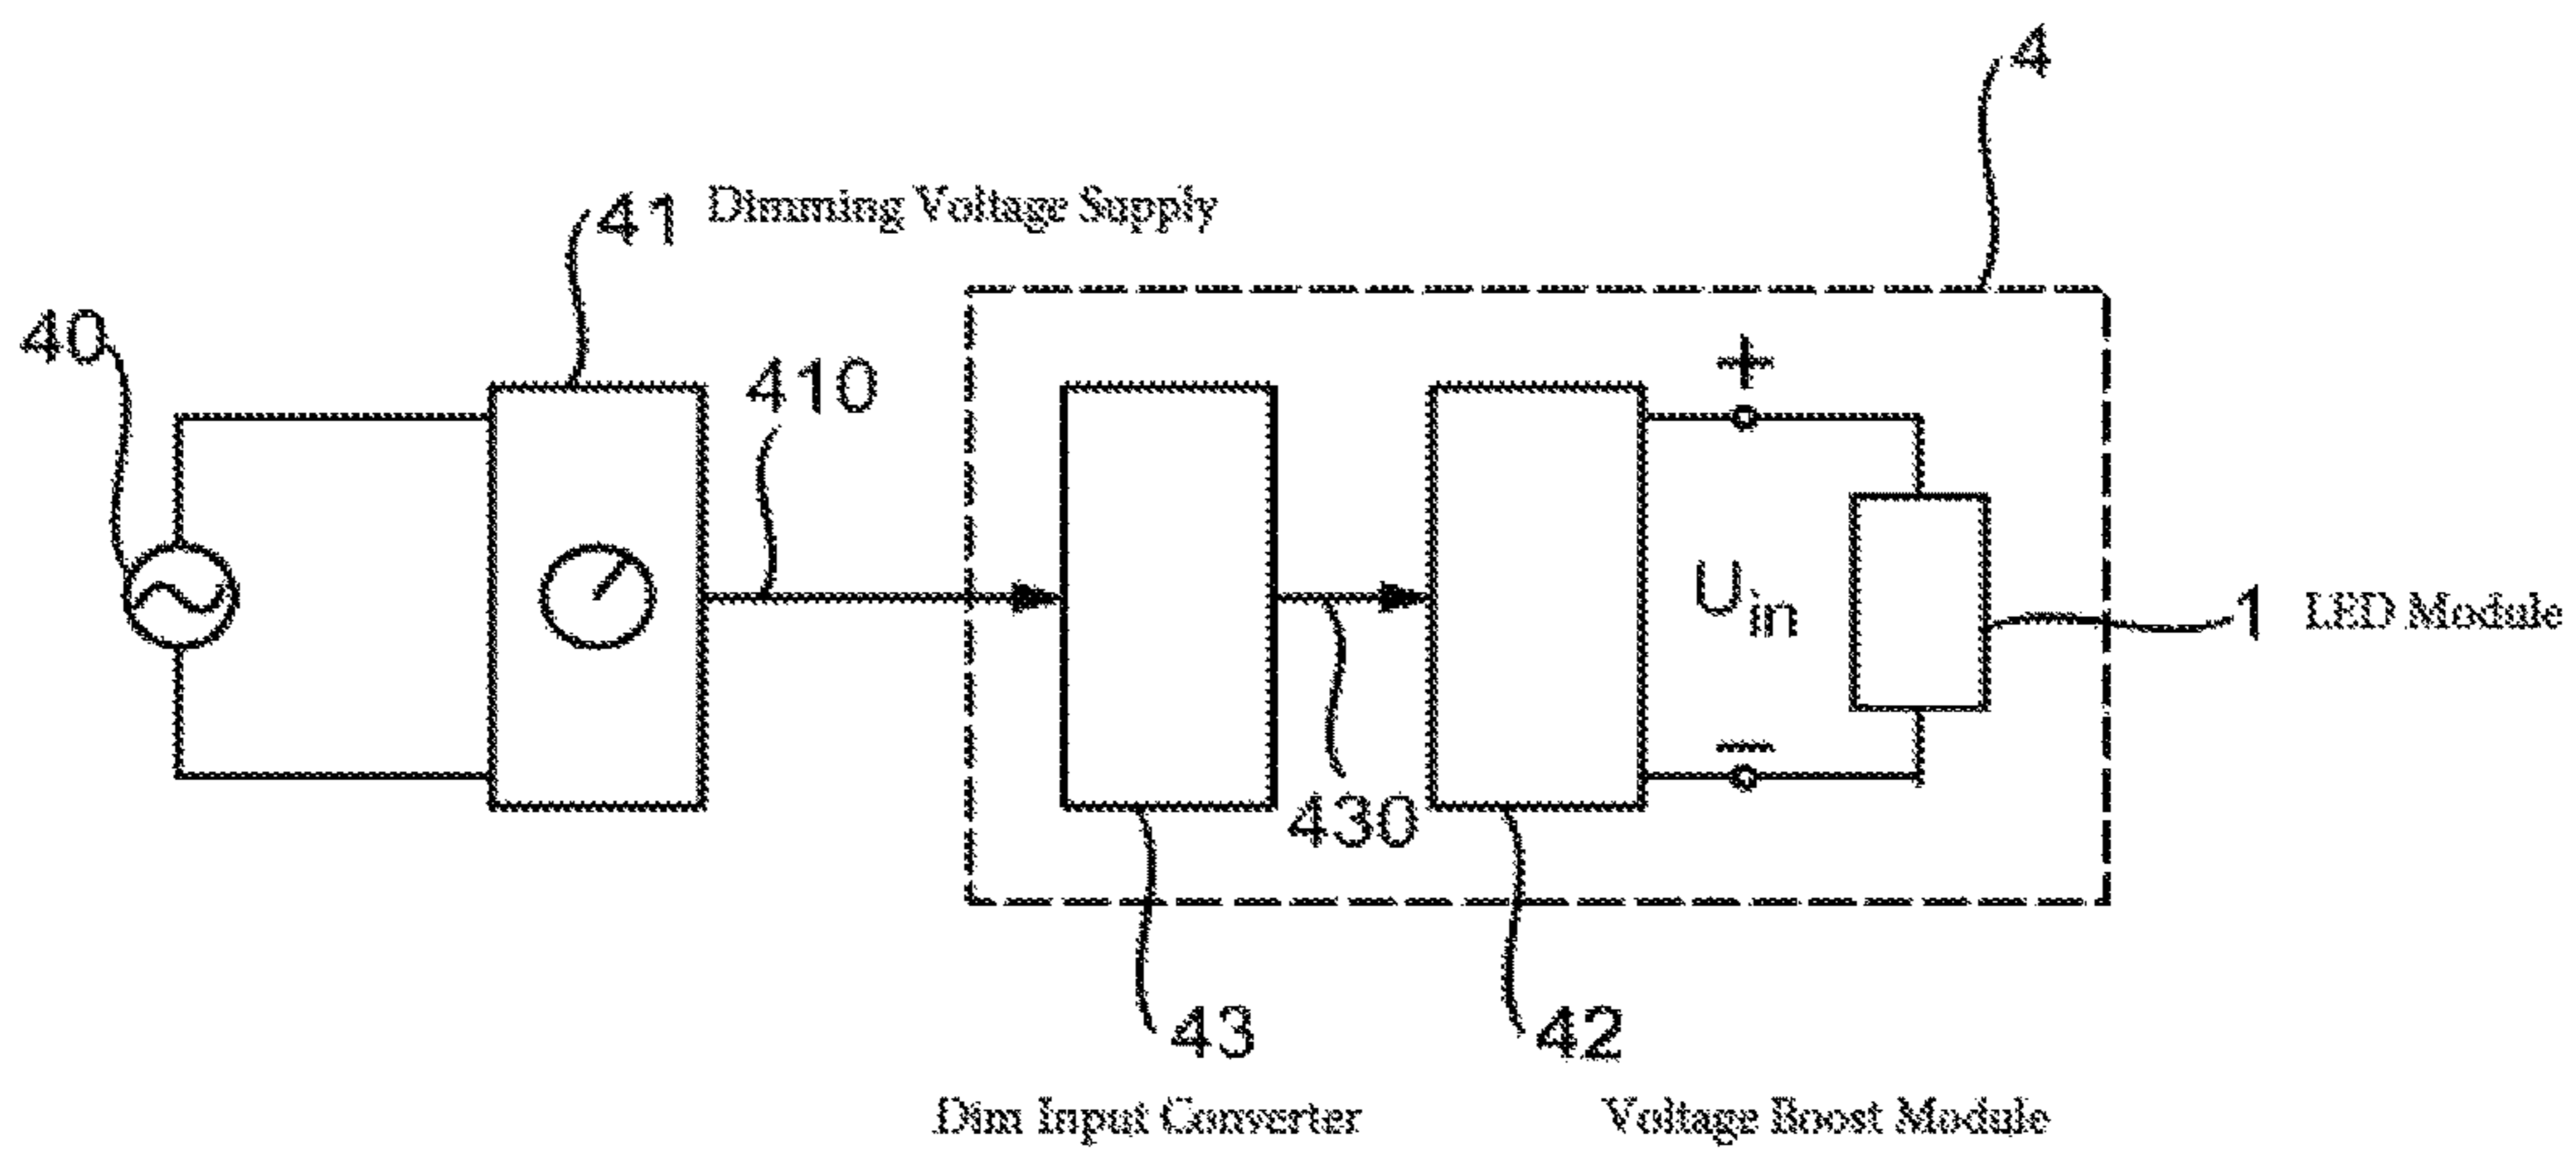 4
41 Dimming Voltage Supply
40
410
+
U in
1 LED Module
−
430
43
42
Dim Input Converter
Voltage Boost Module